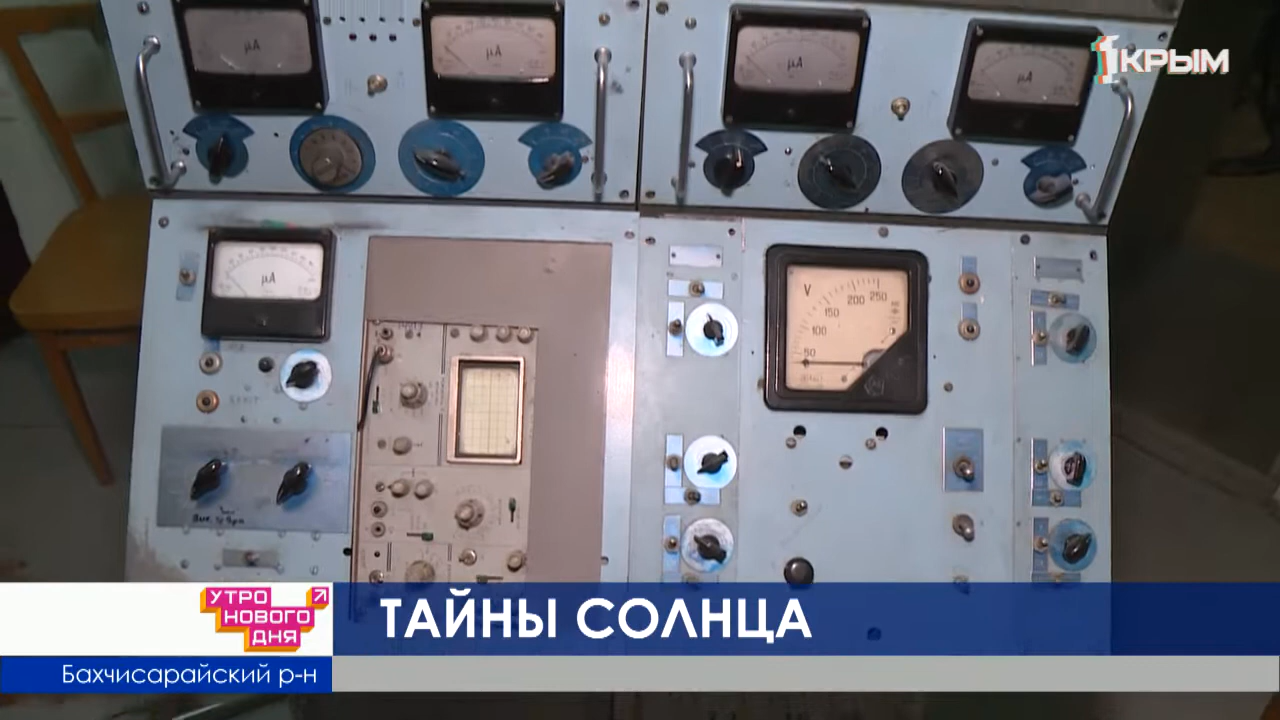 1КРЫМ
µA
µA
µA
µA
µA
V
50
100
150
200
250
УТРО
НОВОГО
ДНЯ
ТАЙНЫ СОЛНЦА
Бахчисарайский р-н